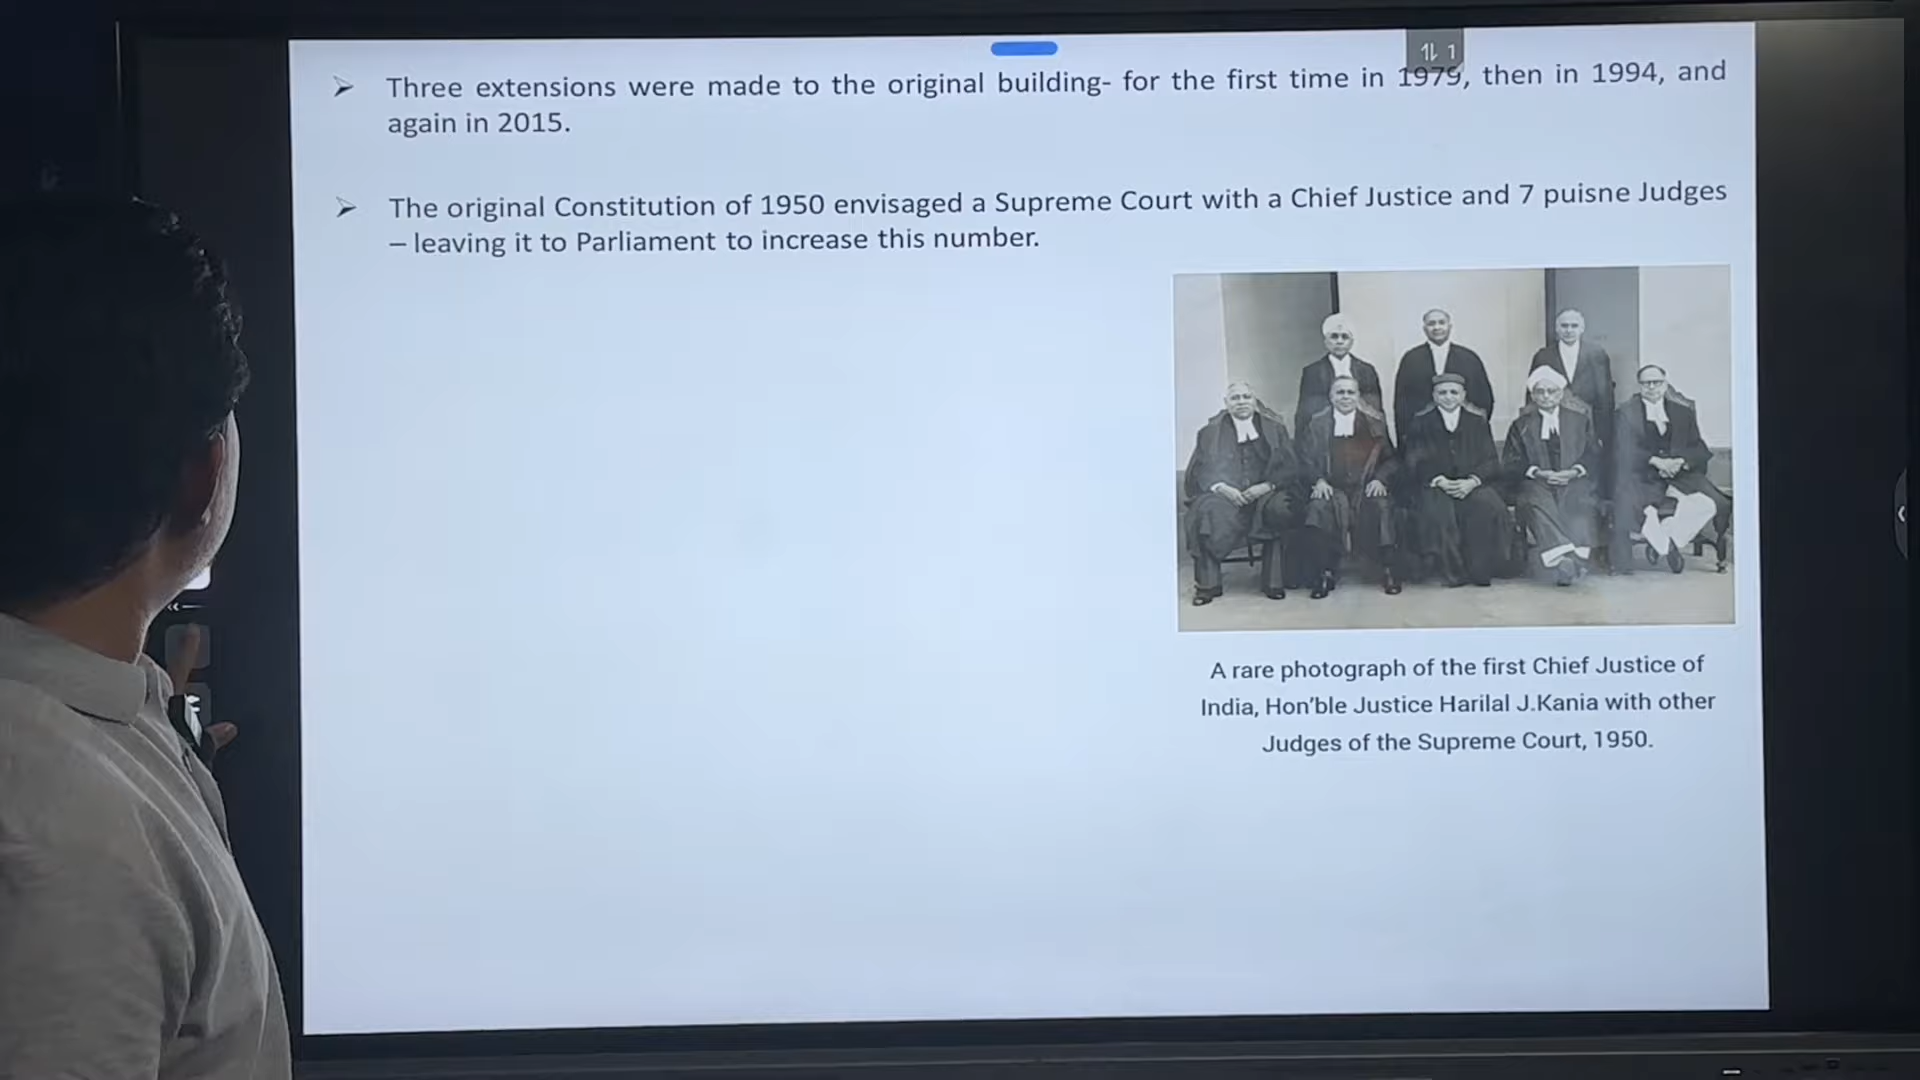 ⇅ 1
➢ Three extensions were made to the original building- for the first time in 1979, then in 1994, and
again in 2015.
➢ The original Constitution of 1950 envisaged a Supreme Court with a Chief Justice and 7 puisne Judges
– leaving it to Parliament to increase this number.
A rare photograph of the first Chief Justice of
India, Hon'ble Justice Harilal J.Kania with other
Judges of the Supreme Court, 1950.